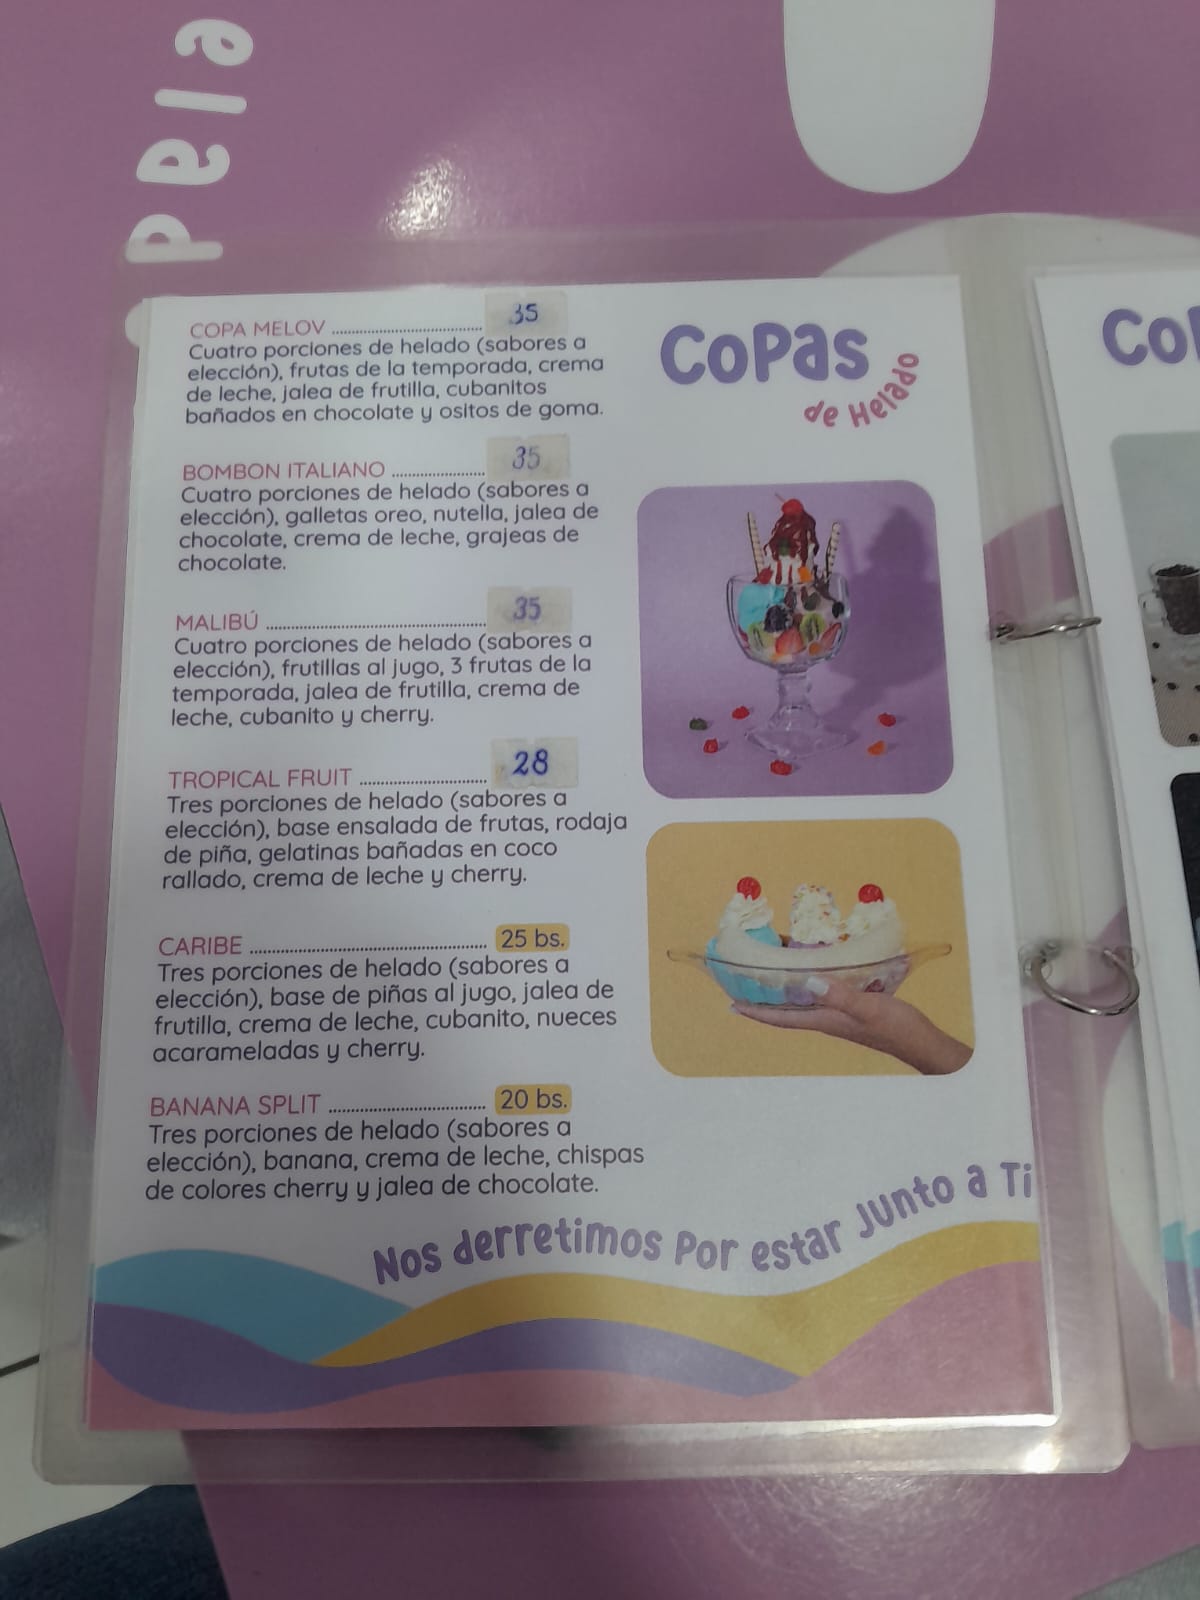 elad
COPA MELOV ........................ 35
Cuatro porciones de helado (sabores a
elección), frutas de la temporada, crema
de leche, jalea de frutilla, cubanitos
bañados en chocolate y ositos de goma.
BOMBON ITALIANO ............... 35
Cuatro porciones de helado (sabores a
elección), galletas oreo, nutella, jalea de
chocolate, crema de leche, grajeas de
chocolate.
MALIBÚ ........................ 35
Cuatro porciones de helado (sabores a
elección), frutillas al jugo, 3 frutas de la
temporada, jalea de frutilla, crema de
leche, cubanito y cherry.
TROPICAL FRUIT .................... 28
Tres porciones de helado (sabores a
elección), base ensalada de frutas, rodaja
de piña, gelatinas bañadas en coco
rallado, crema de leche y cherry.
CARIBE ........................ 25 bs.
Tres porciones de helado (sabores a
elección), base de piñas al jugo, jalea de
frutilla, crema de leche, cubanito, nueces
acarameladas y cherry.
BANANA SPLIT ........................ 20 bs.
Tres porciones de helado (sabores a
elección), banana, crema de leche, chispas
de colores cherry y jalea de chocolate.
Copas
de Helado
Nos derretimos Por estar Junto a Ti